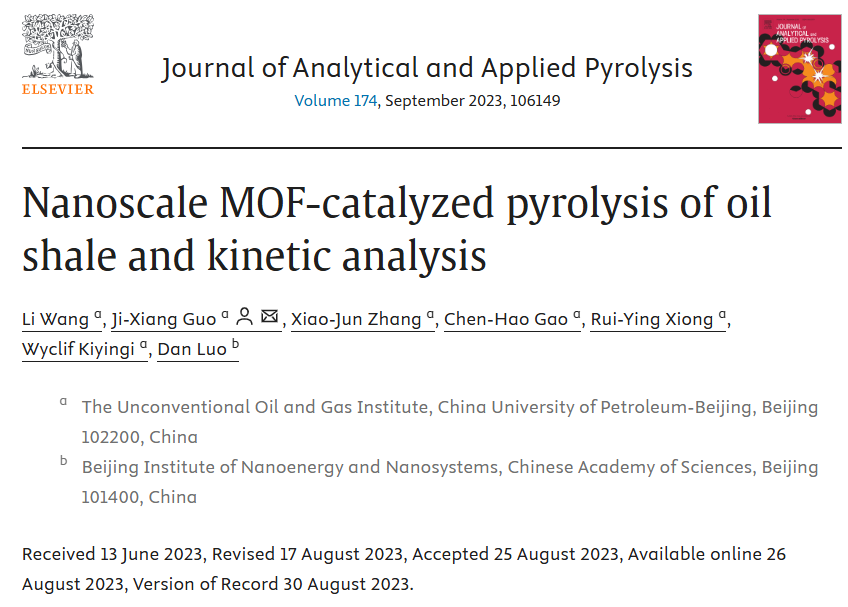 ELSEVIER
Journal of Analytical and Applied Pyrolysis
Volume 174, September 2023, 106149
JOURNAL of
ANALYTICAL and
APPLIED PYROLYSIS
Nanoscale MOF-catalyzed pyrolysis of oil
shale and kinetic analysis
Li Wang a, Ji-Xiang Guo a, Xiao-Jun Zhang a, Chen-Hao Gao a, Rui-Ying Xiong a,
Wyclif Kiyingi a, Dan Luo b
a The Unconventional Oil and Gas Institute, China University of Petroleum-Beijing, Beijing
102200, China
b Beijing Institute of Nanoenergy and Nanosystems, Chinese Academy of Sciences, Beijing
101400, China
Received 13 June 2023, Revised 17 August 2023, Accepted 25 August 2023, Available online 26
August 2023, Version of Record 30 August 2023.